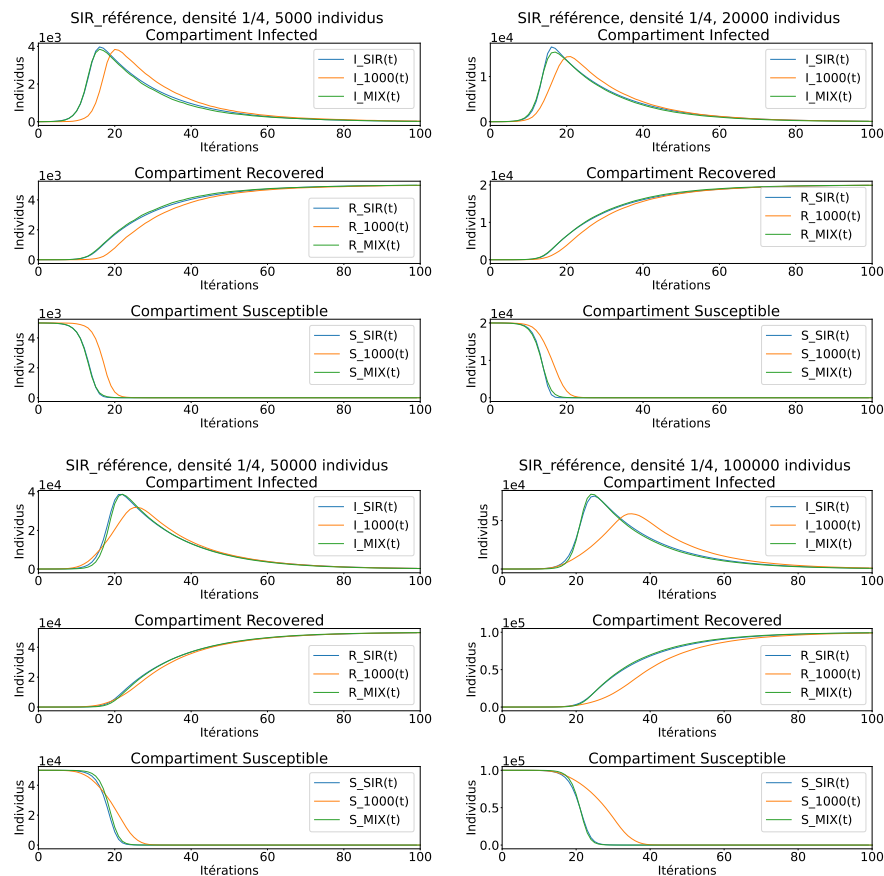 SIR_référence, densité 1/4, 5000 individus
Compartiment Infected
1e3
4
2
0
Individus
I_SIR(t)
I_1000(t)
I_MIX(t)
0 20 40 60 80 100
Itérations
Compartiment Recovered
1e3
4
2
0
Individus
R_SIR(t)
R_1000(t)
R_MIX(t)
0 20 40 60 80 100
Itérations
Compartiment Susceptible
1e3
4
2
0
Individus
S_SIR(t)
S_1000(t)
S_MIX(t)
0 20 40 60 80 100
Itérations
SIR_référence, densité 1/4, 20000 individus
Compartiment Infected
1e4
1
0
Individus
I_SIR(t)
I_1000(t)
I_MIX(t)
0 20 40 60 80 100
Itérations
Compartiment Recovered
1e4
2
1
0
Individus
R_SIR(t)
R_1000(t)
R_MIX(t)
0 20 40 60 80 100
Itérations
Compartiment Susceptible
1e4
2
1
0
Individus
S_SIR(t)
S_1000(t)
S_MIX(t)
0 20 40 60 80 100
Itérations
SIR_référence, densité 1/4, 50000 individus
Compartiment Infected
1e4
4
2
0
Individus
I_SIR(t)
I_1000(t)
I_MIX(t)
0 20 40 60 80 100
Itérations
Compartiment Recovered
1e4
4
2
0
Individus
R_SIR(t)
R_1000(t)
R_MIX(t)
0 20 40 60 80 100
Itérations
Compartiment Susceptible
1e4
4
2
0
Individus
S_SIR(t)
S_1000(t)
S_MIX(t)
0 20 40 60 80 100
Itérations
SIR_référence, densité 1/4, 100000 individus
Compartiment Infected
1e4
5
0
Individus
I_SIR(t)
I_1000(t)
I_MIX(t)
0 20 40 60 80 100
Itérations
Compartiment Recovered
1e5
1.0
0.5
0.0
Individus
R_SIR(t)
R_1000(t)
R_MIX(t)
0 20 40 60 80 100
Itérations
Compartiment Susceptible
1e5
1.0
0.5
0.0
Individus
S_SIR(t)
S_1000(t)
S_MIX(t)
0 20 40 60 80 100
Itérations